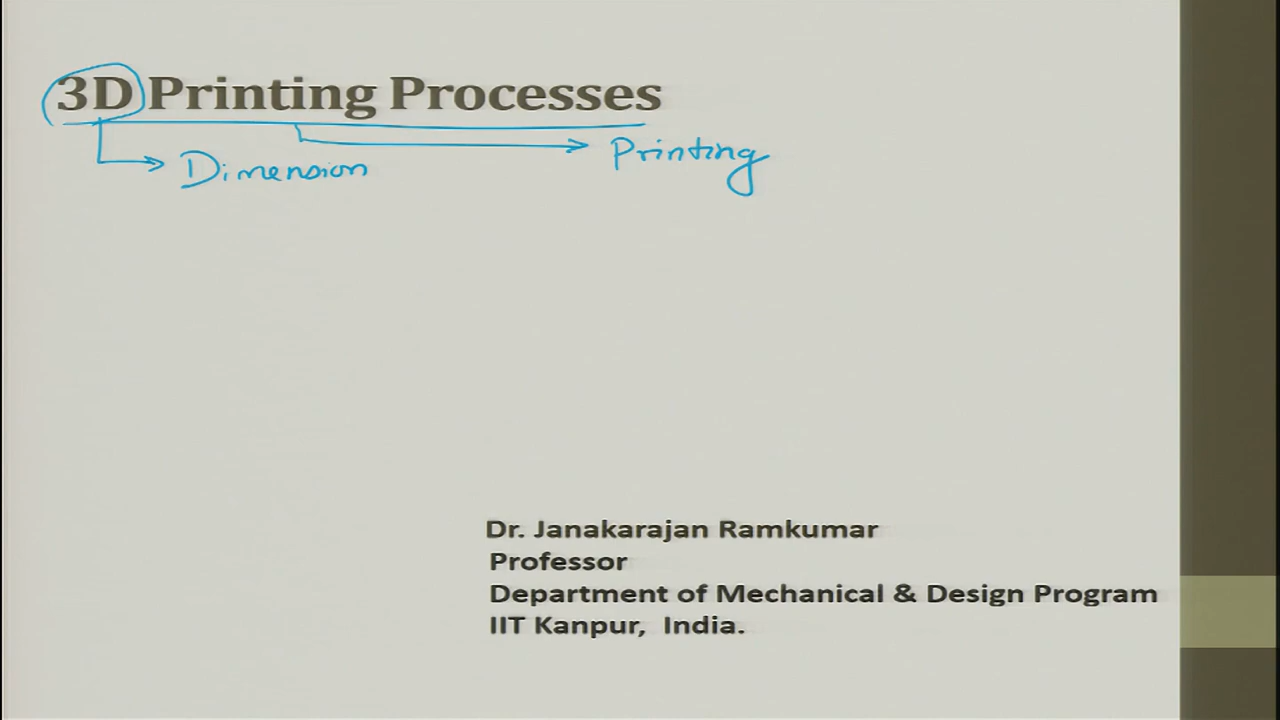 3D Printing Processes
Dimension
Printing
Dr. Janakarajan Ramkumar
Professor
Department of Mechanical & Design Program
IIT Kanpur, India.